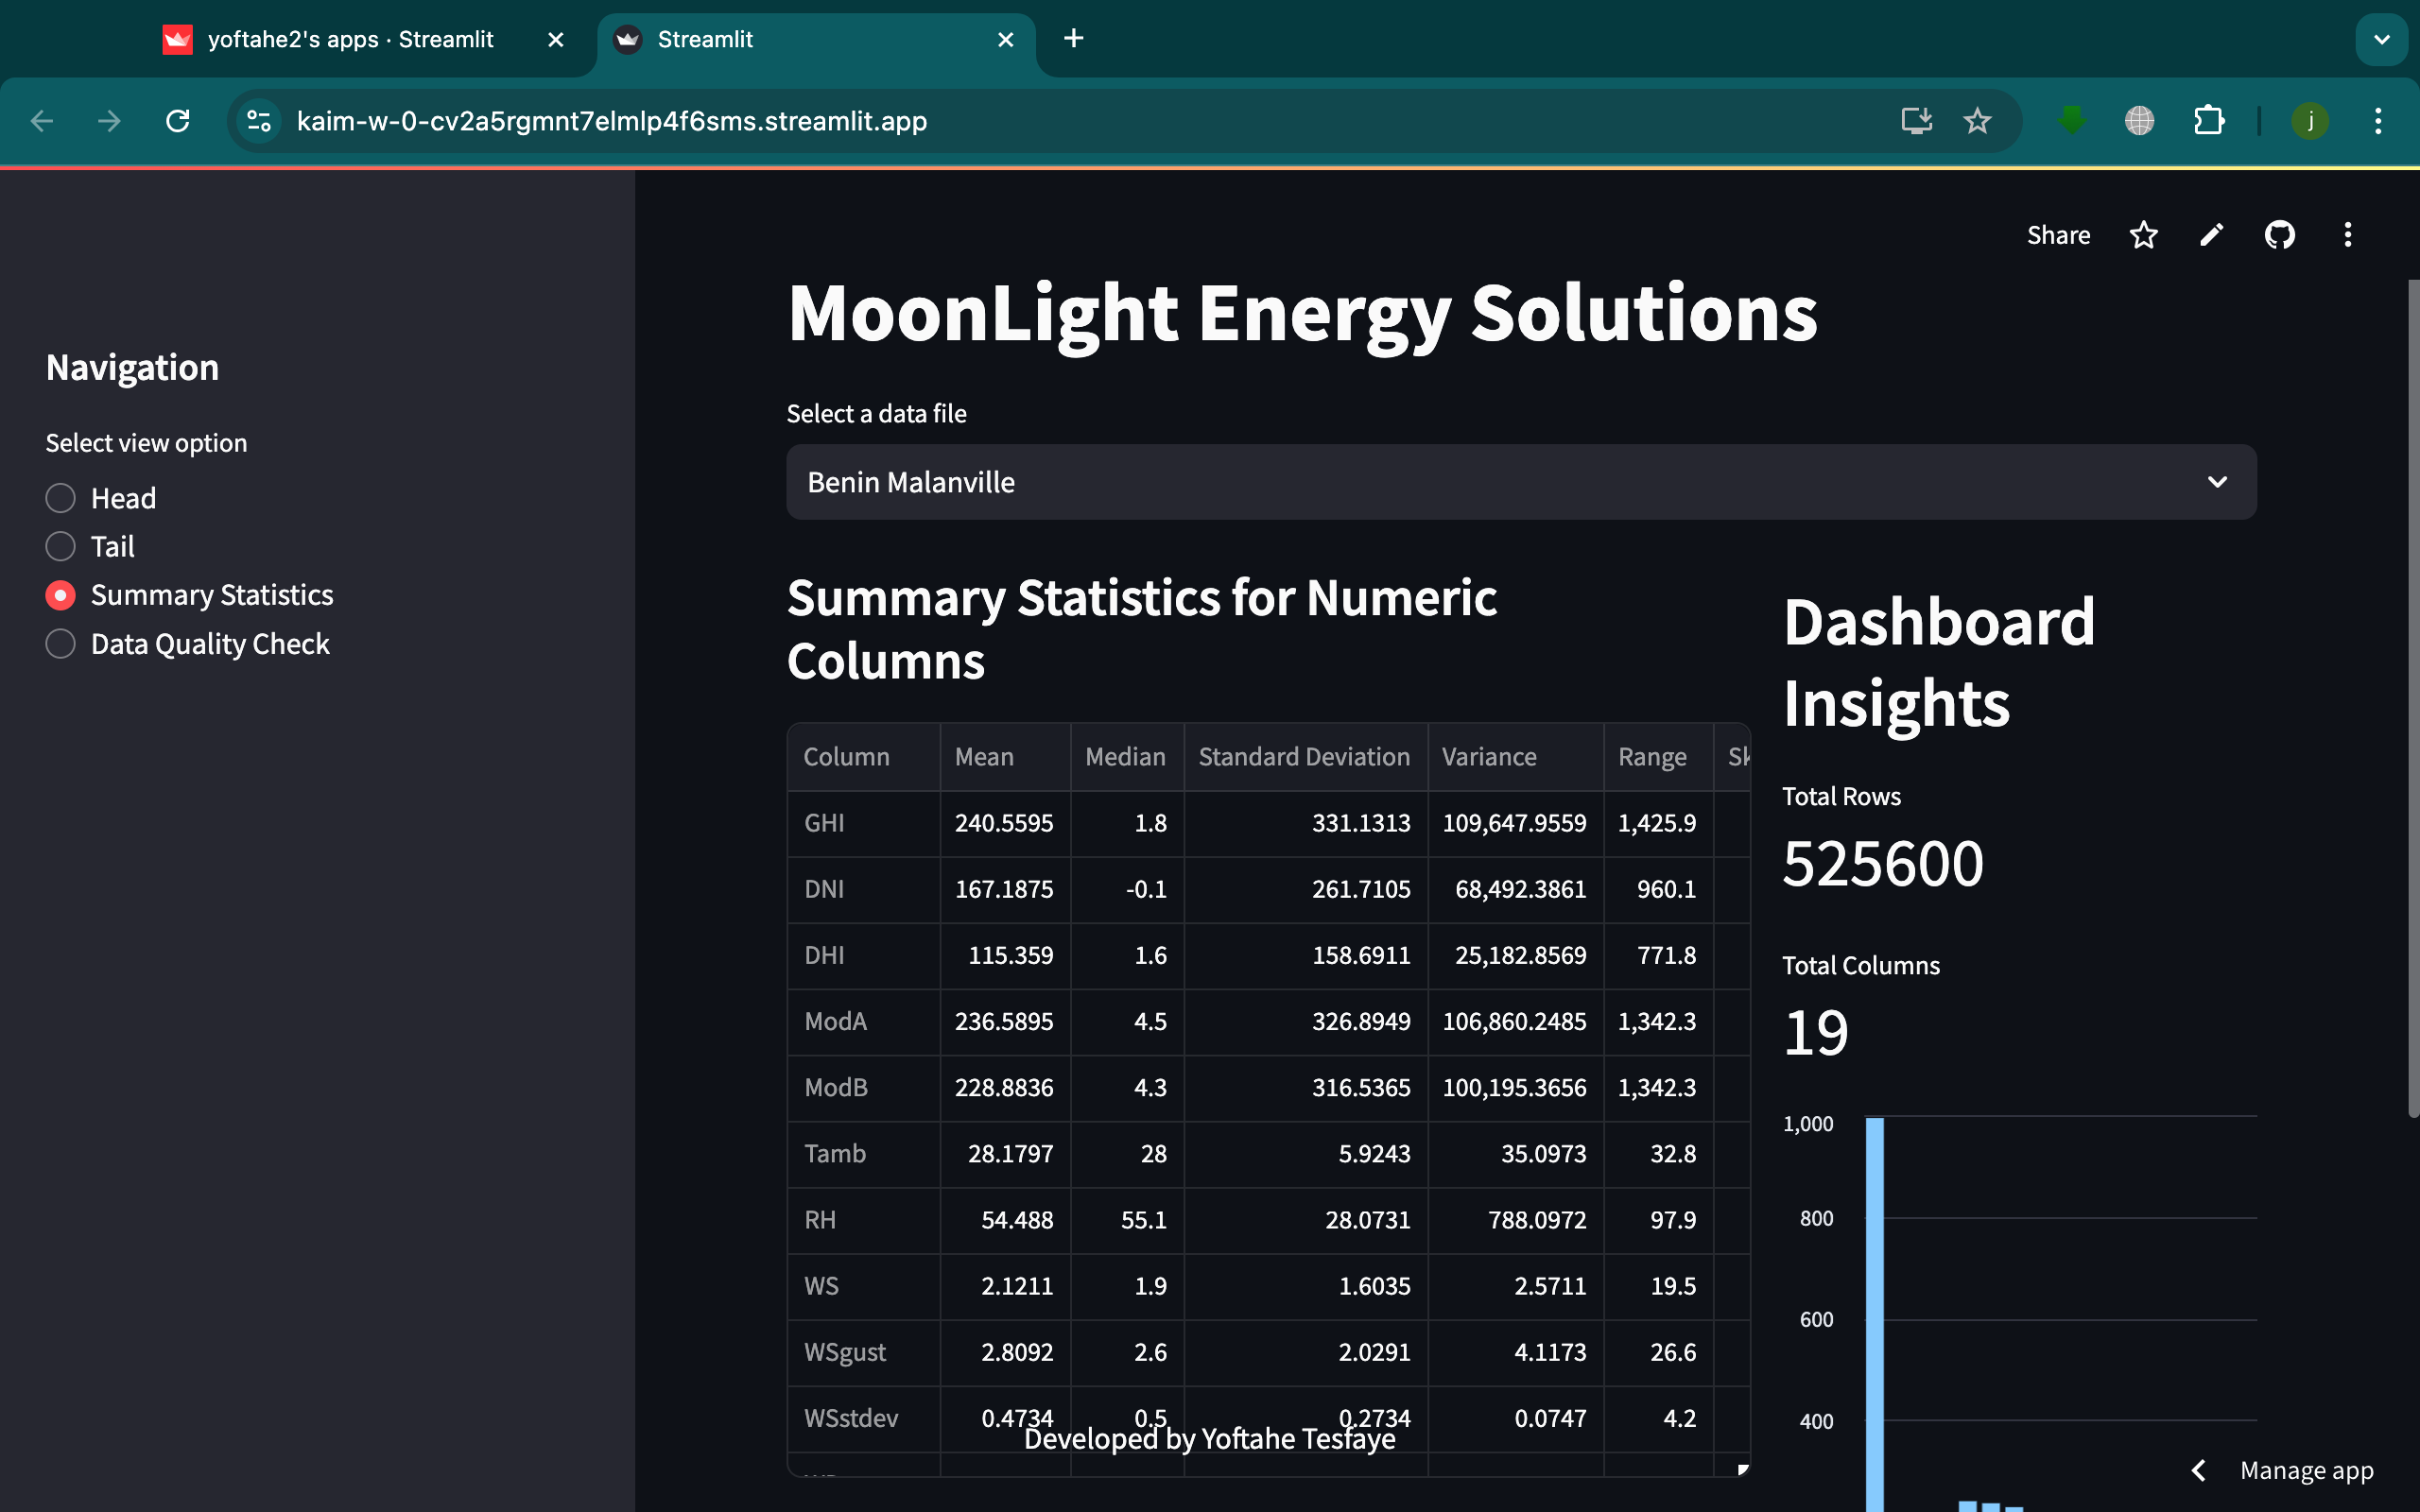 yoftahe2's apps · Streamlit
Streamlit
kaim-w-0-cv2a5rgmnt7elmlp4f6sms.streamlit.app
j
Share
Navigation
Select view option
Head
Tail
Summary Statistics
Data Quality Check
MoonLight Energy Solutions
Select a data file
Benin Malanville
Summary Statistics for Numeric
Columns
Column Mean Median Standard Deviation Variance Range Sk
GHI 240.5595 1.8 331.1313 109,647.9559 1,425.9
DNI 167.1875 -0.1 261.7105 68,492.3861 960.1
DHI 115.359 1.6 158.6911 25,182.8569 771.8
ModA 236.5895 4.5 326.8949 106,860.2485 1,342.3
ModB 228.8836 4.3 316.5365 100,195.3656 1,342.3
Tamb 28.1797 28 5.9243 35.0973 32.8
RH 54.488 55.1 28.0731 788.0972 97.9
WS 2.1211 1.9 1.6035 2.5711 19.5
WSgust 2.8092 2.6 2.0291 4.1173 26.6
WSstdev 0.4734 0.5 0.2734 0.0747 4.2
Developed by Yoftahe Tesfaye
Dashboard
Insights
Total Rows
525600
Total Columns
19
1,000
800
600
400
Manage app